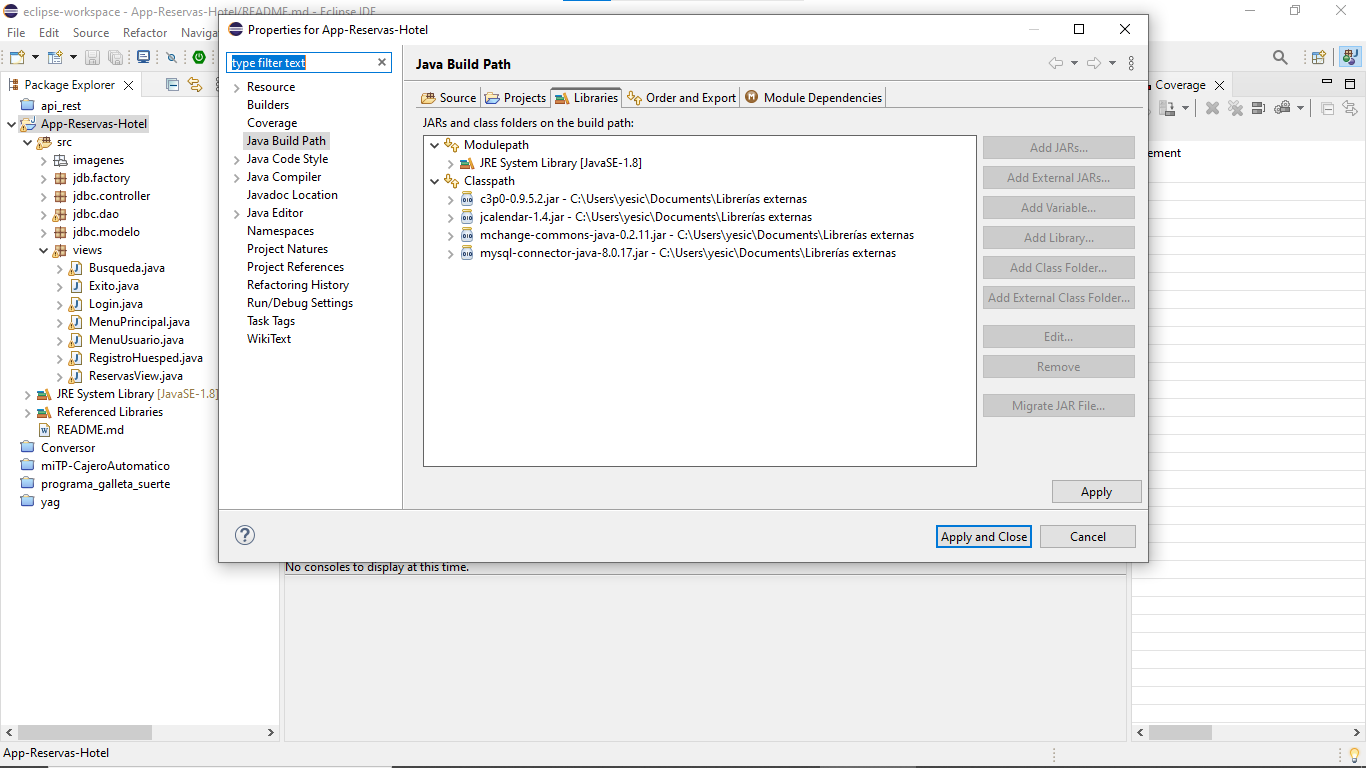 eclipse-workspace - App-Reservas-Hotel/README.md - Eclipse IDE
File Edit Source Refactor Naviga
Package Explorer
api_rest
App-Reservas-Hotel
src
imagenes
jdb.factory
jdbc.controller
jdbc.dao
jdbc.modelo
views
Busqueda.java
Exito.java
Login.java
MenuPrincipal.java
MenuUsuario.java
RegistroHuesped.java
ReservasView.java
JRE System Library [JavaSE-1.8]
Referenced Libraries
README.md
Conversor
miTP-CajeroAutomatico
programa_galleta_suerte
yag
Properties for App-Reservas-Hotel
type filter text
Resource
Builders
Coverage
Java Build Path
Java Code Style
Java Compiler
Javadoc Location
Java Editor
Namespaces
Project Natures
Project References
Refactoring History
Run/Debug Settings
Task Tags
WikiText
Java Build Path
Source Projects Libraries Order and Export Module Dependencies
JARs and class folders on the build path:
Modulepath
JRE System Library [JavaSE-1.8]
Classpath
c3p0-0.9.5.2.jar - C:\Users\yesic\Documents\Librerías externas
jcalendar-1.4.jar - C:\Users\yesic\Documents\Librerías externas
mchange-commons-java-0.2.11.jar - C:\Users\yesic\Documents\Librerías externas
mysql-connector-java-8.0.17.jar - C:\Users\yesic\Documents\Librerías externas
Add JARs...
Add External JARs...
Add Variable...
Add Library...
Add Class Folder...
Add External Class Folder...
Edit...
Remove
Migrate JAR File...
Apply
Apply and Close Cancel
Coverage
ement
No consoles to display at this time.
App-Reservas-Hotel